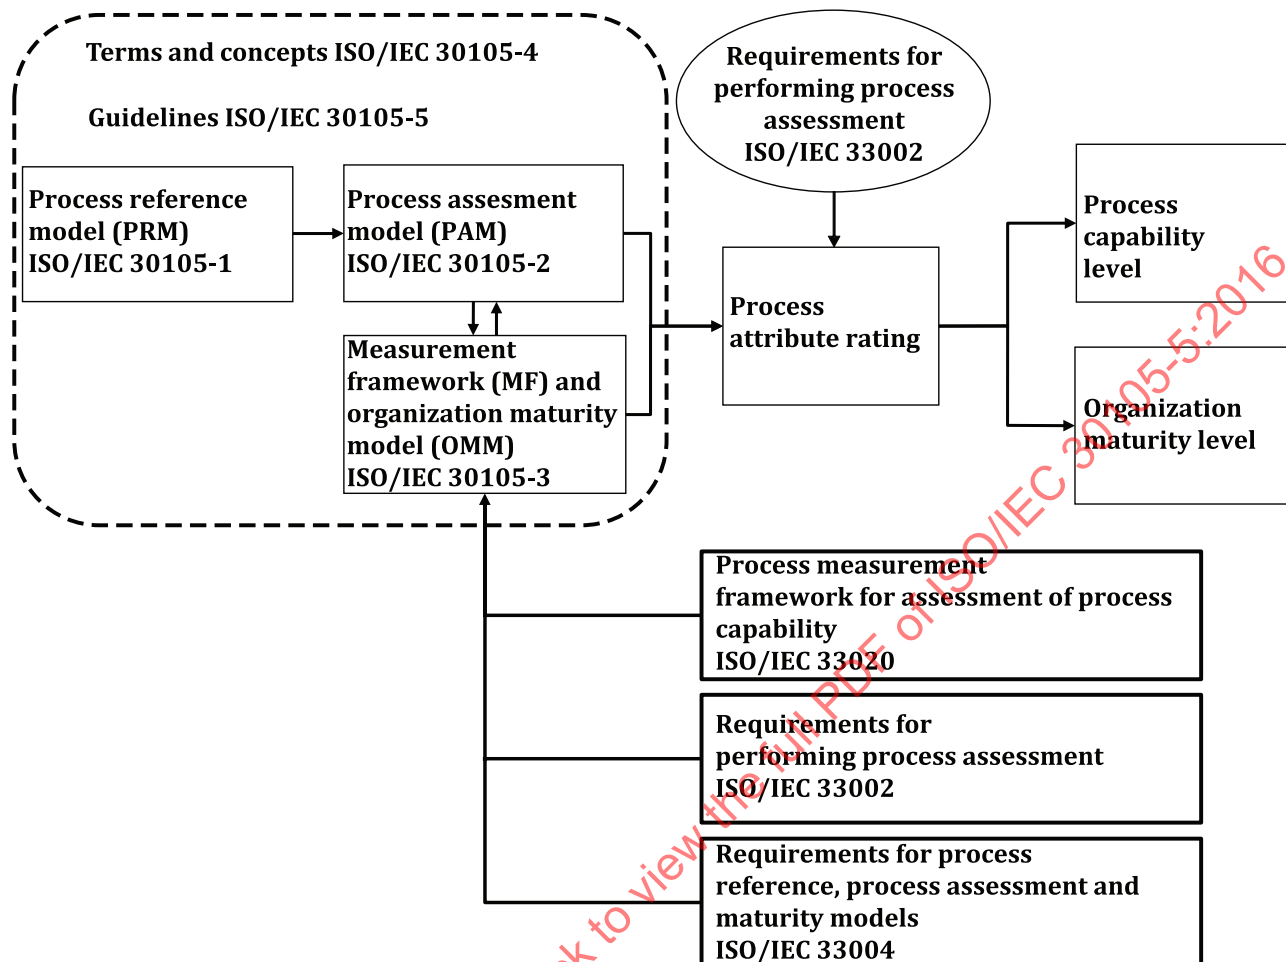 Terms and concepts ISO/IEC 30105-4
Guidelines ISO/IEC 30105-5
Process reference
model (PRM)
ISO/IEC 30105-1
Process assesment
model (PAM)
ISO/IEC 30105-2
Measurement
framework (MF) and
organization maturity
model (OMM)
ISO/IEC 30105-3
Requirements for
performing process
assessment
ISO/IEC 33002
Process
attribute rating
Process
capability
level
Organization
maturity level
Process measurement
framework for assessment of process
capability
ISO/IEC 33020
Requirements for
performing process assessment
ISO/IEC 33002
Requirements for process
reference, process assessment and
maturity models
ISO/IEC 33004
to view the full PDF of ISO/IEC 30105-5:2016